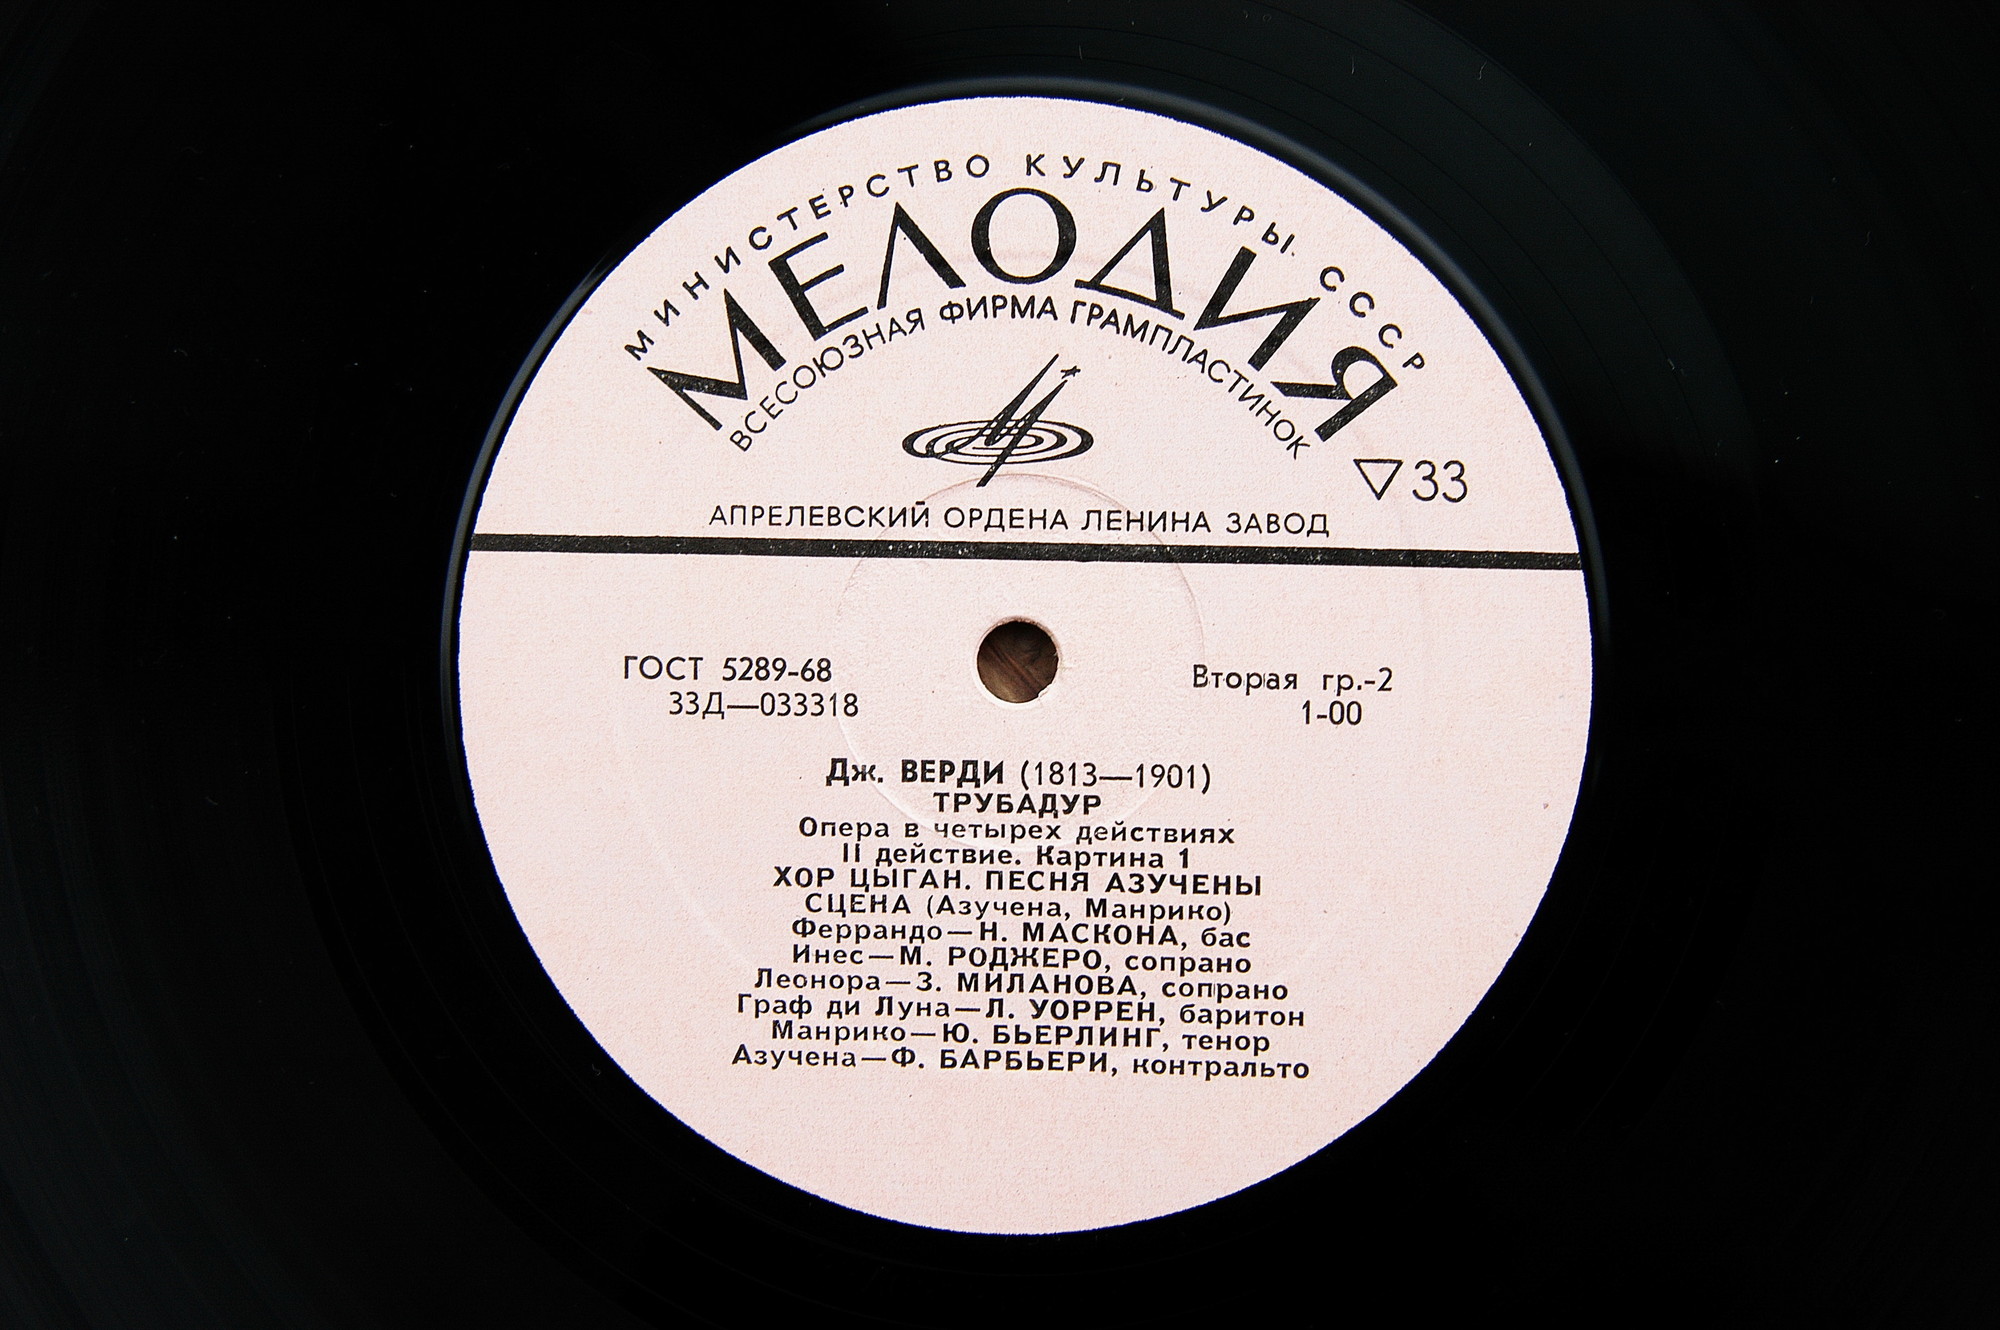 МИНИСТЕРСТВО КУЛЬТУРЫ СССР
МЕЛОДИЯ
ВСЕСОЮЗНАЯ ФИРМА ГРАМПЛАСТИНОК
▽33
АПРЕЛЕВСКИЙ ОРДЕНА ЛЕНИНА ЗАВОД
ГОСТ 5289-68
33Д—033318
Вторая гр.-2
1-00
Дж. ВЕРДИ (1813—1901)
ТРУБАДУР
Опера в четырех действиях
II действие. Картина 1
ХОР ЦЫГАН. ПЕСНЯ АЗУЧЕНЫ
СЦЕНА (Азучена, Манрико)
Феррандо—Н. МАСКОНА, бас
Инес—М. РОДЖЕРО, сопрано
Леонора—З. МИЛАНОВА, сопрано
Граф ди Луна—Л. УОРРЕН, баритон
Манрико—Ю. БЬЕРЛИНГ, тенор
Азучена—Ф. БАРБЬЕРИ, контральто